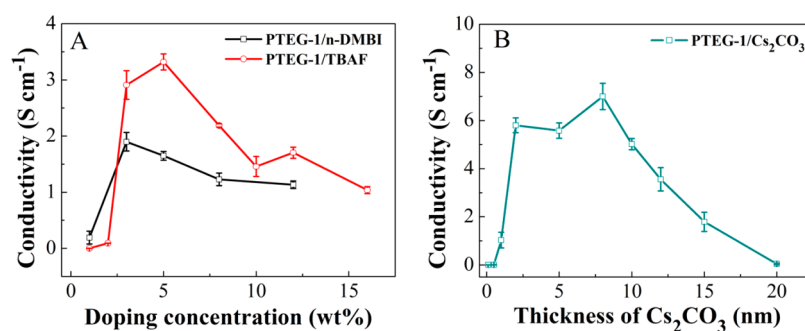 A
PTEG-1/n-DMBI
PTEG-1/TBAF
Conductivity (S cm⁻¹)
4
3
2
1
0
0 5 10 15
Doping concentration (wt%)
B
PTEG-1/Cs₂CO₃
Conductivity (S cm⁻¹)
10
8
6
4
2
0
0 5 10 15 20
Thickness of Cs₂CO₃ (nm)